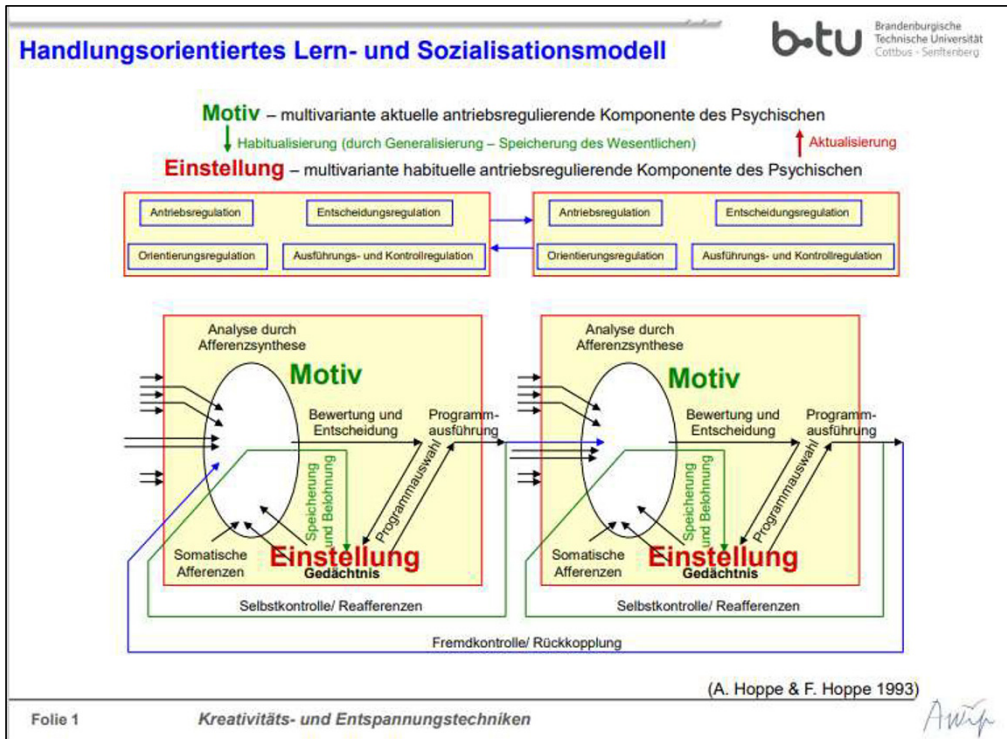 Handlungsorientiertes Lern- und Sozialisationsmodell
b-tu
Brandenburgische
Technische Universität
Cottbus - Senftenberg
Motiv – multivariante aktuelle antriebsregulierende Komponente des Psychischen
Habitualisierung (durch Generalisierung – Speicherung des Wesentlichen)
Aktualisierung
Einstellung – multivariante habituelle antriebsregulierende Komponente des Psychischen
Antriebsregulation
Entscheidungsregulation
Orientierungsregulation
Ausführungs- und Kontrollregulation
Antriebsregulation
Entscheidungsregulation
Orientierungsregulation
Ausführungs- und Kontrollregulation
Analyse durch
Afferenzsynthese
Motiv
Bewertung und
Entscheidung
Programm-
ausführung
Speicherung
und Belohnung
Programmauswahl
Somatische
Afferenzen
Einstellung
Gedächtnis
Selbstkontrolle/ Reafferenzen
Analyse durch
Afferenzsynthese
Motiv
Bewertung und
Entscheidung
Programm-
ausführung
Speicherung
und Belohnung
Programmauswahl
Somatische
Afferenzen
Einstellung
Gedächtnis
Selbstkontrolle/ Reafferenzen
Fremdkontrolle/ Rückkopplung
(A. Hoppe & F. Hoppe 1993)
Folie 1
Kreativitäts- und Entspannungstechniken